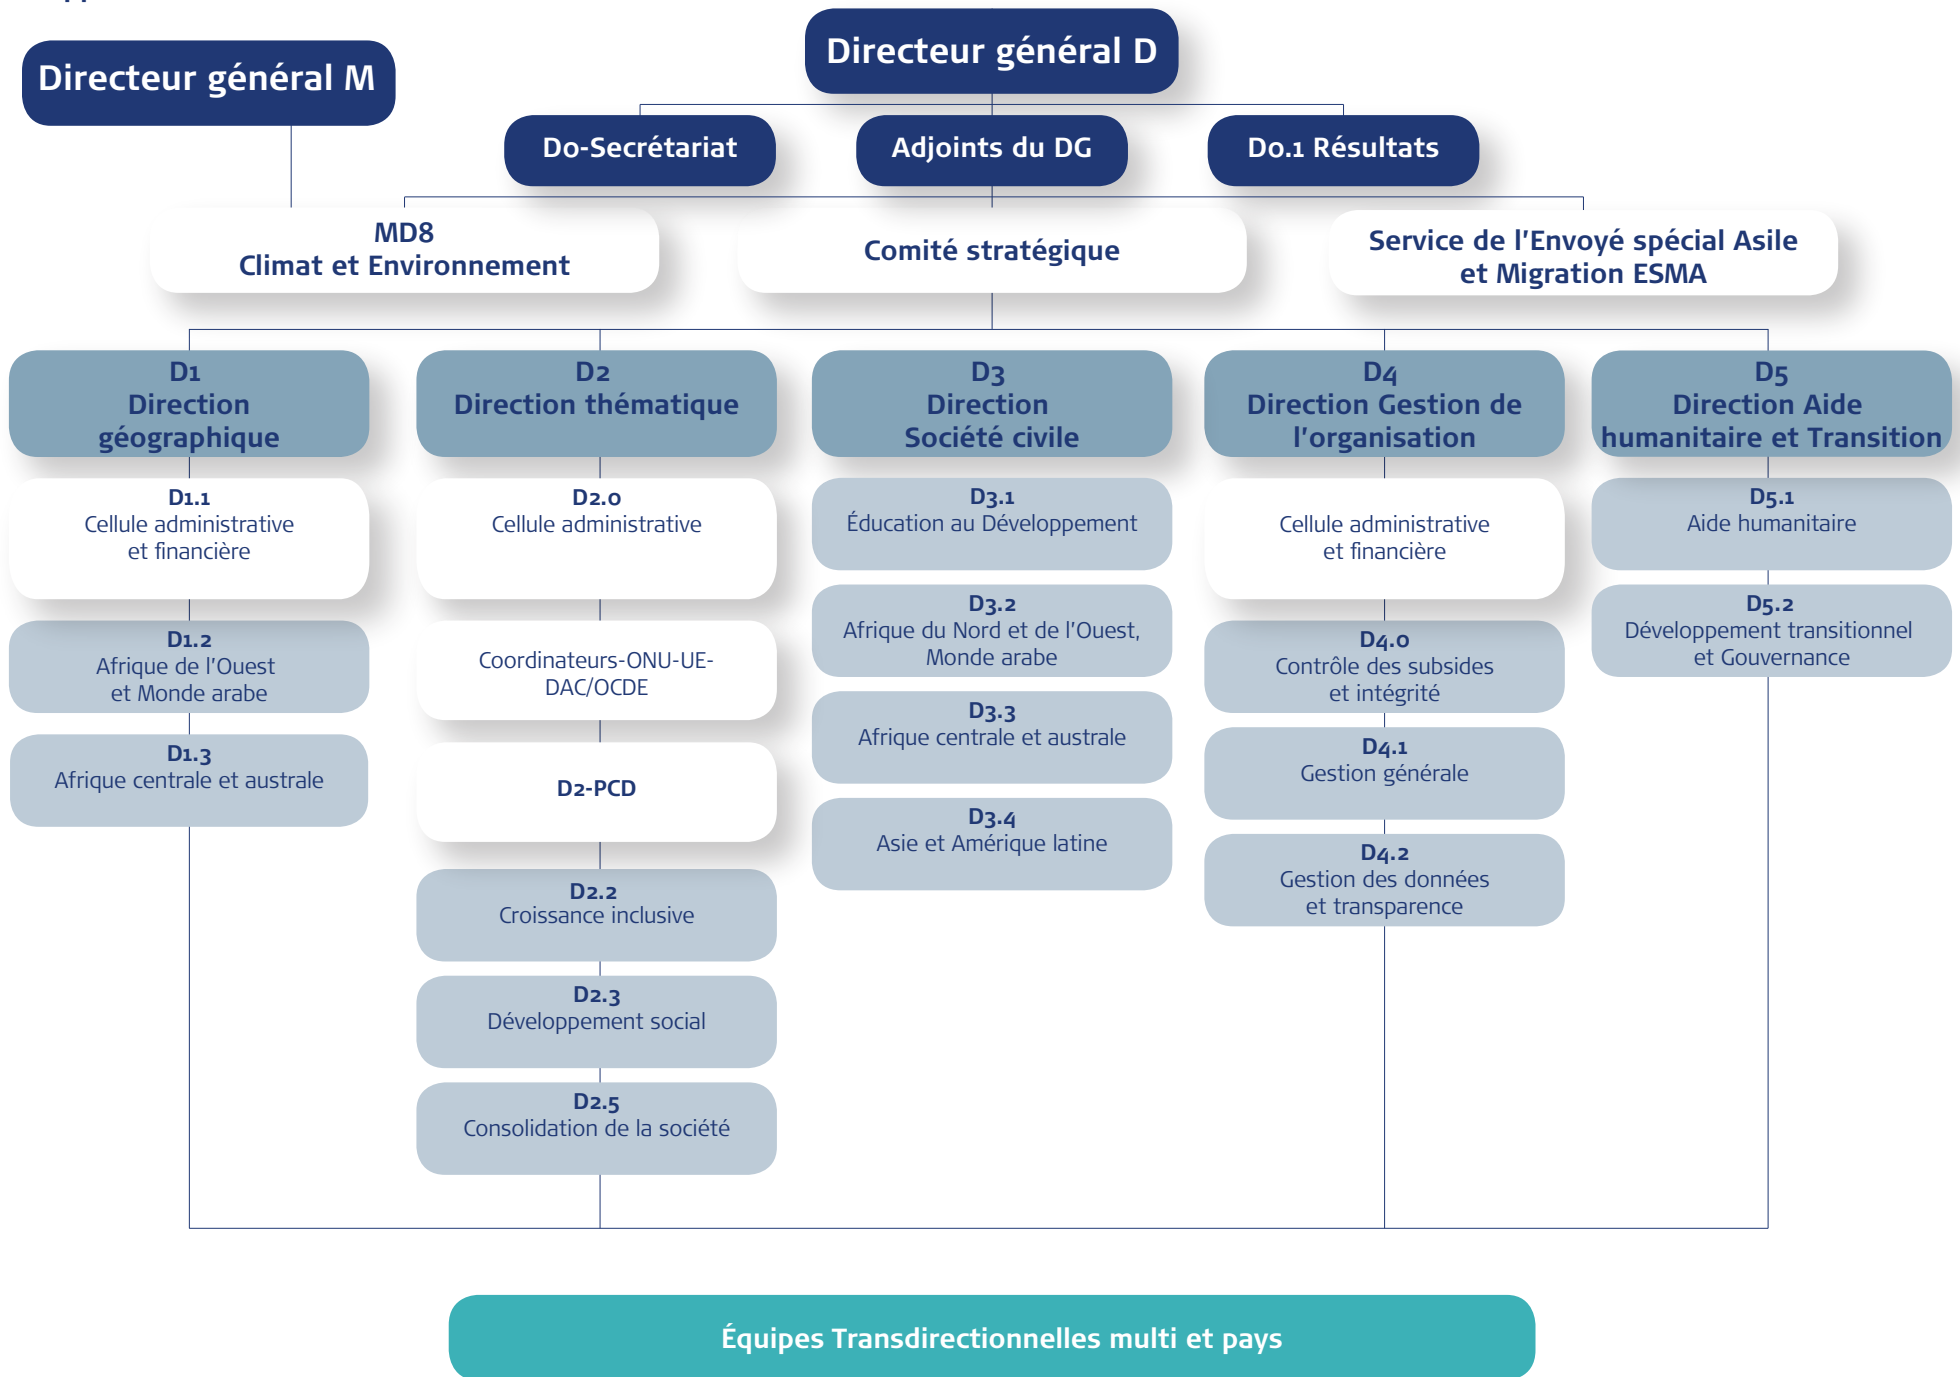 Directeur général M
Directeur général D
Do-Secrétariat
Adjoints du DG
Do.1 Résultats
MD8
Climat et Environnement
Comité stratégique
Service de l'Envoyé spécial Asile
et Migration ESMA
D1
Direction
géographique
D2
Direction thématique
D3
Direction
Société civile
D4
Direction Gestion de
l'organisation
D5
Direction Aide
humanitaire et Transition
D1.1
Cellule administrative
et financière
D1.2
Afrique de l'Ouest
et Monde arabe
D1.3
Afrique centrale et australe
D2.0
Cellule administrative
Coordinateurs-ONU-UE-
DAC/OCDE
D2-PCD
D2.2
Croissance inclusive
D2.3
Développement social
D2.5
Consolidation de la société
D3.1
Éducation au Développement
D3.2
Afrique du Nord et de l'Ouest,
Monde arabe
D3.3
Afrique centrale et australe
D3.4
Asie et Amérique latine
Cellule administrative
et financière
D4.0
Contrôle des subsides
et intégrité
D4.1
Gestion générale
D4.2
Gestion des données
et transparence
D5.1
Aide humanitaire
D5.2
Développement transitionnel
et Gouvernance
Équipes Transdirectionnelles multi et pays